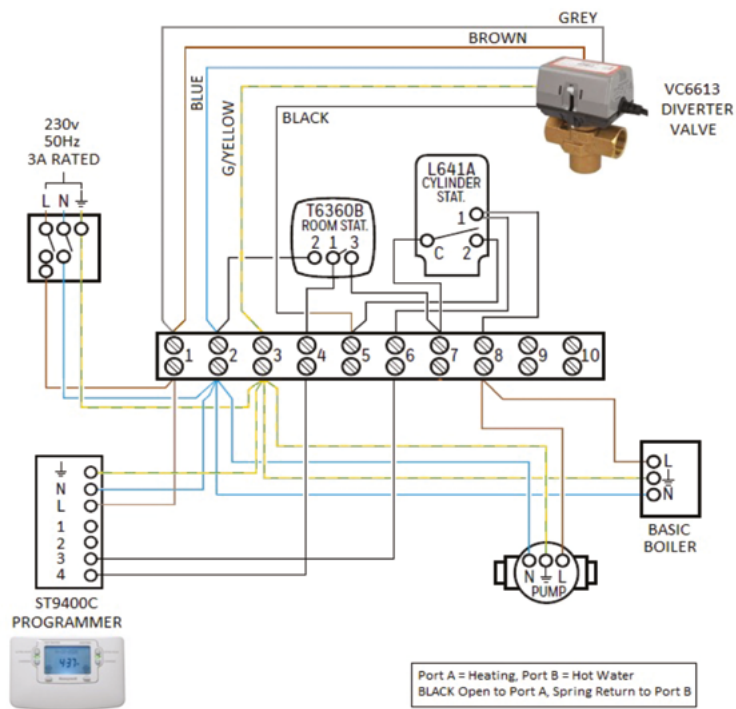 GREY
BROWN
BLUE
G/YELLOW
BLACK
VC6613
DIVERTER
VALVE
230v
50Hz
3A RATED
L N
T6360B
ROOM STAT.
2 1 3
L641A
CYLINDER
STAT.
1
C 2
1 2 3 4 5 6 7 8 9 10
N
L
1
2
3
4
ST9400C
PROGRAMMER
L
N
BASIC
BOILER
N L
PUMP
Port A = Heating, Port B = Hot Water
BLACK Open to Port A, Spring Return to Port B